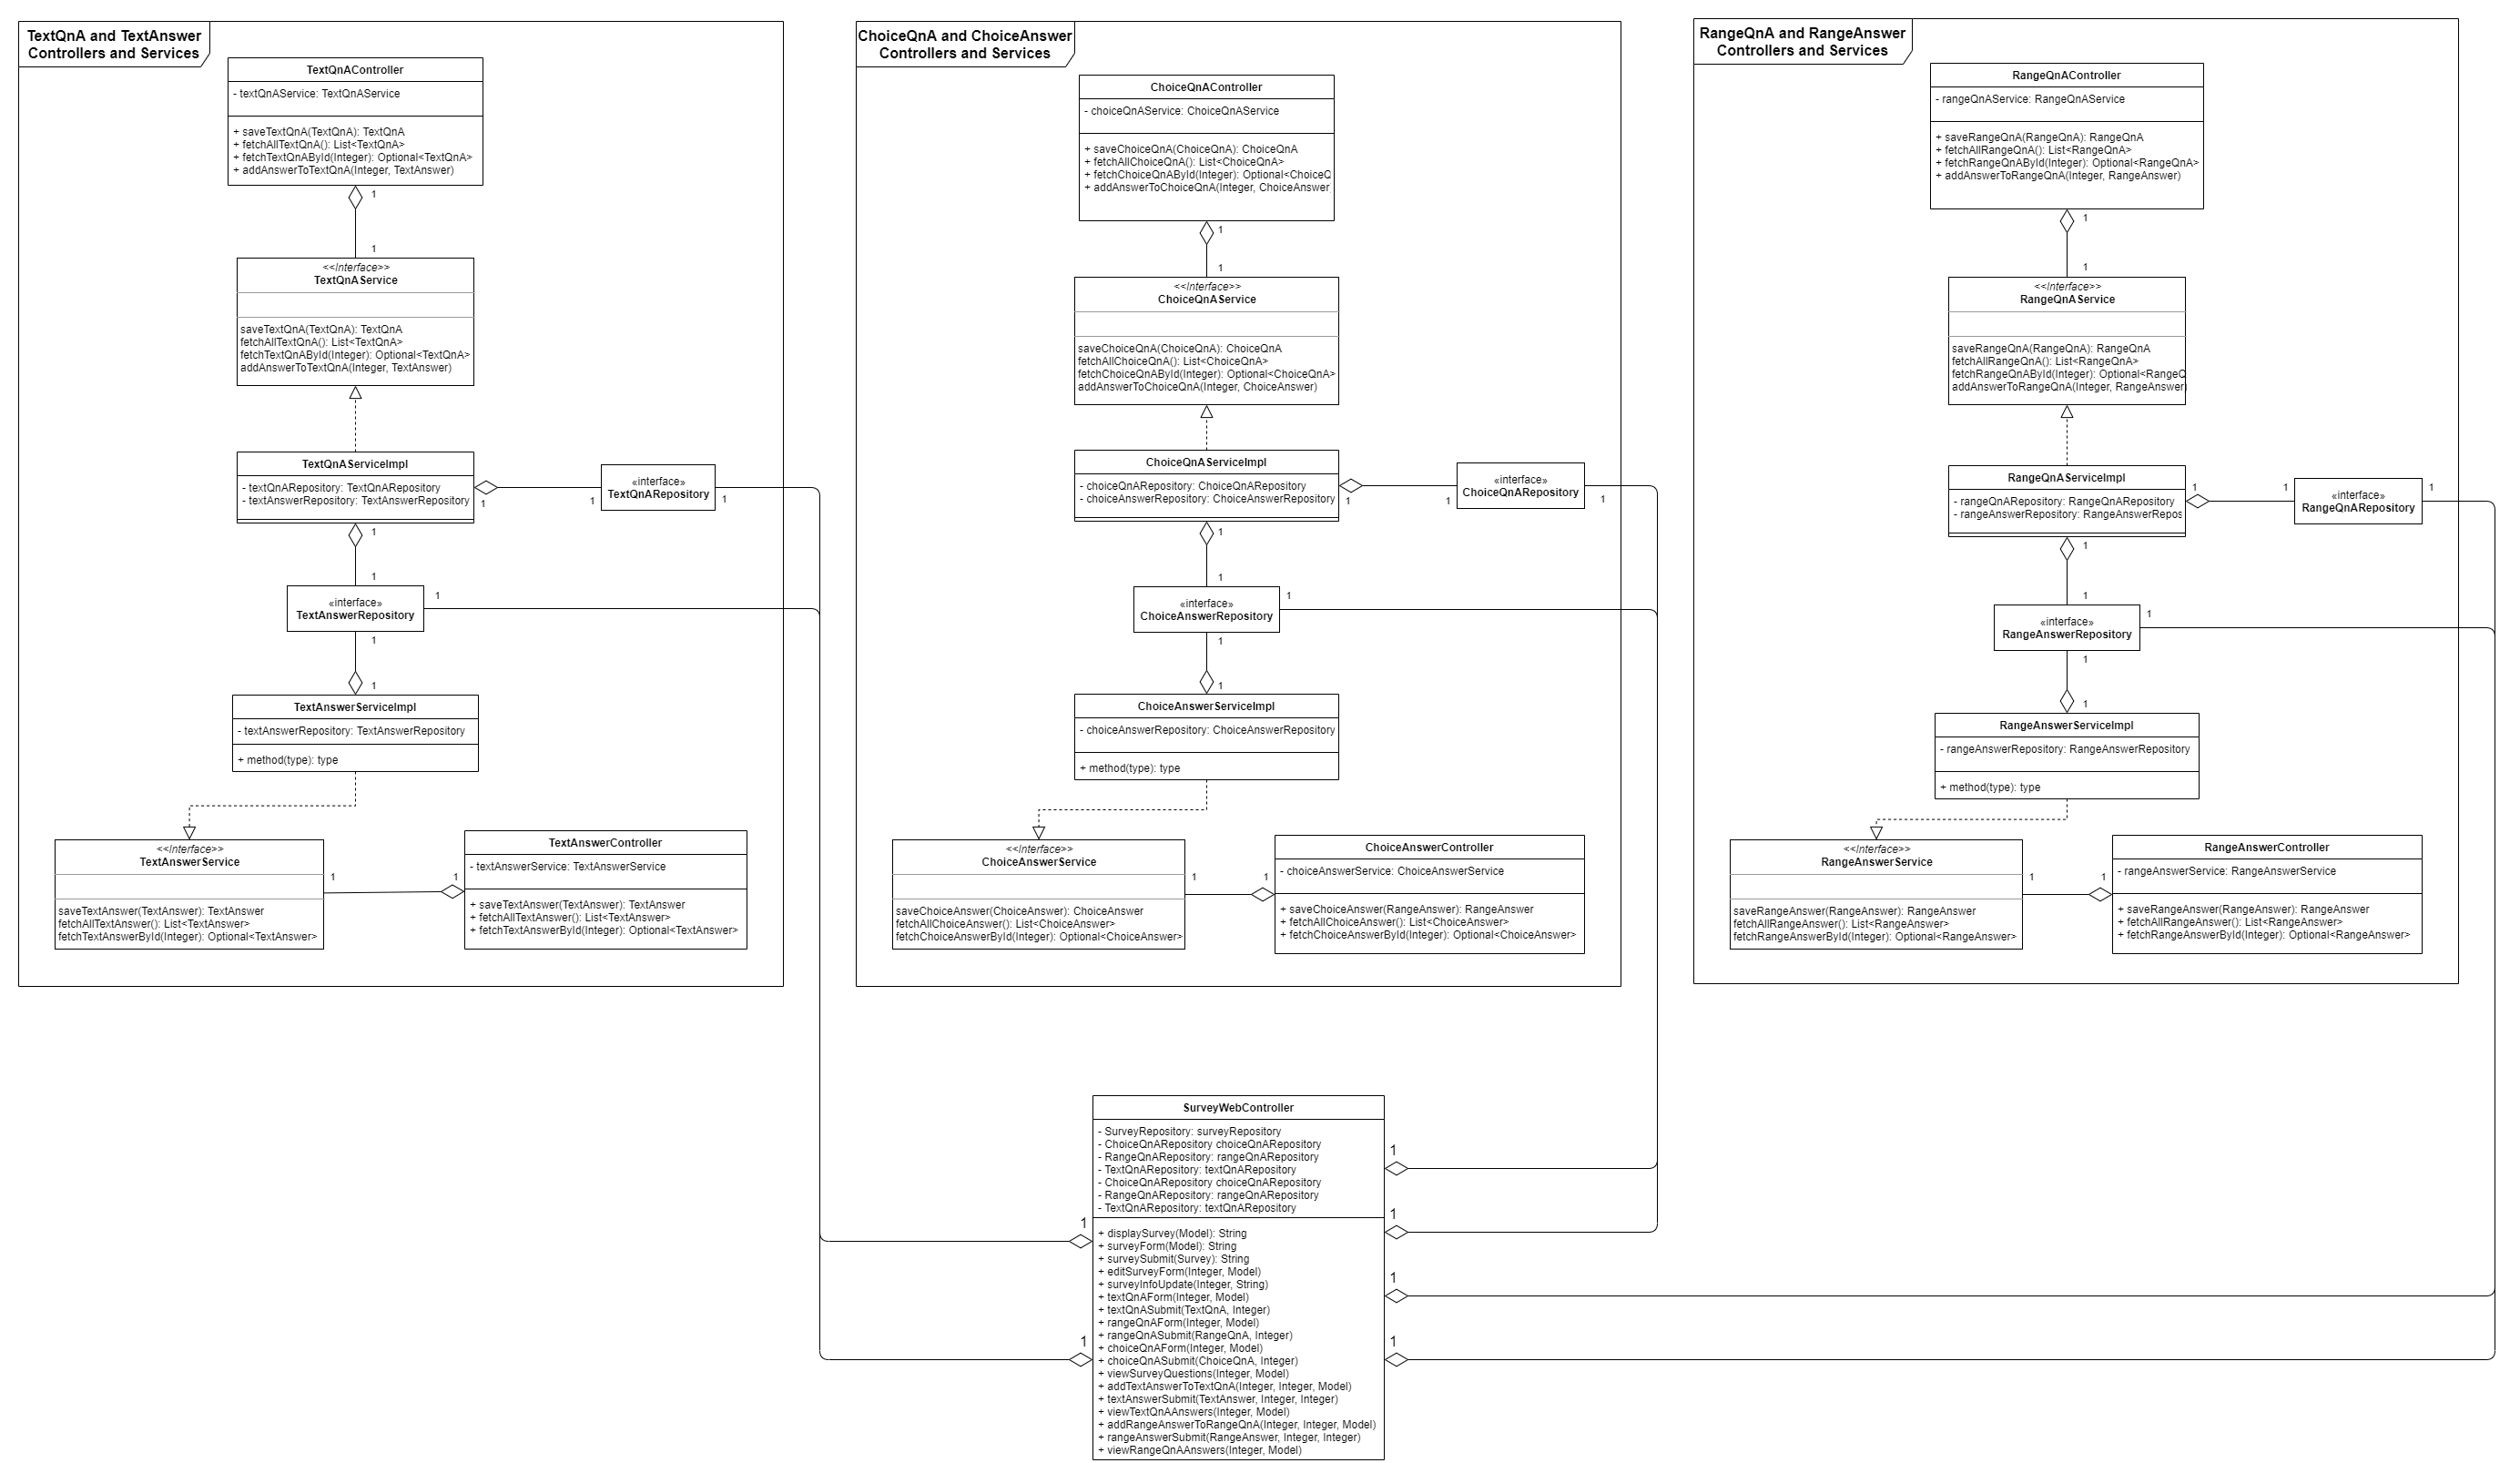 TextQnA and TextAnswer
Controllers and Services
TextQnAController
- textQnAService: TextQnAService
+ saveTextQnA(TextQnA): TextQnA
+ fetchAllTextQnA(): List<TextQnA>
+ fetchTextQnAById(Integer): Optional<TextQnA>
+ addAnswerToTextQnA(Integer, TextAnswer)
1
1
<<Interface>>
TextQnAService
saveTextQnA(TextQnA): TextQnA
fetchAllTextQnA(): List<TextQnA>
fetchTextQnAById(Integer): Optional<TextQnA>
addAnswerToTextQnA(Integer, TextAnswer)
TextQnAServiceImpl
- textQnARepository: TextQnARepository
- textAnswerRepository: TextAnswerRepository
1
1
«interface»
TextQnARepository
1
1
1
«interface»
TextAnswerRepository
1
1
1
TextAnswerServiceImpl
- textAnswerRepository: TextAnswerRepository
+ method(type): type
<<Interface>>
TextAnswerService
saveTextAnswer(TextAnswer): TextAnswer
fetchAllTextAnswer(): List<TextAnswer>
fetchTextAnswerById(Integer): Optional<TextAnswer>
1
1
TextAnswerController
- textAnswerService: TextAnswerService
+ saveTextAnswer(TextAnswer): TextAnswer
+ fetchAllTextAnswer(): List<TextAnswer>
+ fetchTextAnswerById(Integer): Optional<TextAnswer>
ChoiceQnA and ChoiceAnswer
Controllers and Services
ChoiceQnAController
- choiceQnAService: ChoiceQnAService
+ saveChoiceQnA(ChoiceQnA): ChoiceQnA
+ fetchAllChoiceQnA(): List<ChoiceQnA>
+ fetchChoiceQnAById(Integer): Optional<ChoiceQ
+ addAnswerToChoiceQnA(Integer, ChoiceAnswer
1
1
<<Interface>>
ChoiceQnAService
saveChoiceQnA(ChoiceQnA): ChoiceQnA
fetchAllChoiceQnA(): List<ChoiceQnA>
fetchChoiceQnAById(Integer): Optional<ChoiceQnA>
addAnswerToChoiceQnA(Integer, ChoiceAnswer)
ChoiceQnAServiceImpl
- choiceQnARepository: ChoiceQnARepository
- choiceAnswerRepository: ChoiceAnswerRepository
1
1
«interface»
ChoiceQnARepository
1
1
1
«interface»
ChoiceAnswerRepository
1
1
1
ChoiceAnswerServiceImpl
- choiceAnswerRepository: ChoiceAnswerRepository
+ method(type): type
<<Interface>>
ChoiceAnswerService
saveChoiceAnswer(ChoiceAnswer): ChoiceAnswer
fetchAllChoiceAnswer(): List<ChoiceAnswer>
fetchChoiceAnswerById(Integer): Optional<ChoiceAnswer>
1
1
ChoiceAnswerController
- choiceAnswerService: ChoiceAnswerService
+ saveChoiceAnswer(RangeAnswer): RangeAnswer
+ fetchAllChoiceAnswer(): List<ChoiceAnswer>
+ fetchChoiceAnswerById(Integer): Optional<ChoiceAnswer>
RangeQnA and RangeAnswer
Controllers and Services
RangeQnAController
- rangeQnAService: RangeQnAService
+ saveRangeQnA(RangeQnA): RangeQnA
+ fetchAllRangeQnA(): List<RangeQnA>
+ fetchRangeQnAById(Integer): Optional<RangeQnA>
+ addAnswerToRangeQnA(Integer, RangeAnswer)
1
1
<<Interface>>
RangeQnAService
saveRangeQnA(RangeQnA): RangeQnA
fetchAllRangeQnA(): List<RangeQnA>
fetchRangeQnAById(Integer): Optional<RangeQ
addAnswerToRangeQnA(Integer, RangeAnswer)
RangeQnAServiceImpl
- rangeQnARepository: RangeQnARepository
- rangeAnswerRepository: RangeAnswerRepos
1
1
«interface»
RangeQnARepository
1
1
1
«interface»
RangeAnswerRepository
1
1
1
RangeAnswerServiceImpl
- rangeAnswerRepository: RangeAnswerRepository
+ method(type): type
<<Interface>>
RangeAnswerService
saveRangeAnswer(RangeAnswer): RangeAnswer
fetchAllRangeAnswer(): List<RangeAnswer>
fetchRangeAnswerById(Integer): Optional<RangeAnswer>
1
1
RangeAnswerController
- rangeAnswerService: RangeAnswerService
+ saveRangeAnswer(RangeAnswer): RangeAnswer
+ fetchAllRangeAnswer(): List<RangeAnswer>
+ fetchRangeAnswerById(Integer): Optional<RangeAnswer>
SurveyWebController
- SurveyRepository: surveyRepository
- ChoiceQnARepository choiceQnARepository
- RangeQnARepository: rangeQnARepository
- TextQnARepository: textQnARepository
- ChoiceQnARepository choiceQnARepository
- RangeQnARepository: rangeQnARepository
- TextQnARepository: textQnARepository
+ displaySurvey(Model): String
+ surveyForm(Model): String
+ surveySubmit(Survey): String
+ editSurveyForm(Integer, Model)
+ surveyInfoUpdate(Integer, String)
+ textQnAForm(Integer, Model)
+ textQnASubmit(TextQnA, Integer)
+ rangeQnAForm(Integer, Model)
+ rangeQnASubmit(RangeQnA, Integer)
+ choiceQnAForm(Integer, Model)
+ choiceQnASubmit(ChoiceQnA, Integer)
+ viewSurveyQuestions(Integer, Model)
+ addTextAnswerToTextQnA(Integer, Integer, Model)
+ textAnswerSubmit(TextAnswer, Integer, Integer)
+ viewTextQnAAnswers(Integer, Model)
+ addRangeAnswerToRangeQnA(Integer, Integer, Model)
+ rangeAnswerSubmit(RangeAnswer, Integer, Integer)
+ viewRangeQnAAnswers(Integer, Model)
1
1
1
1
1
1